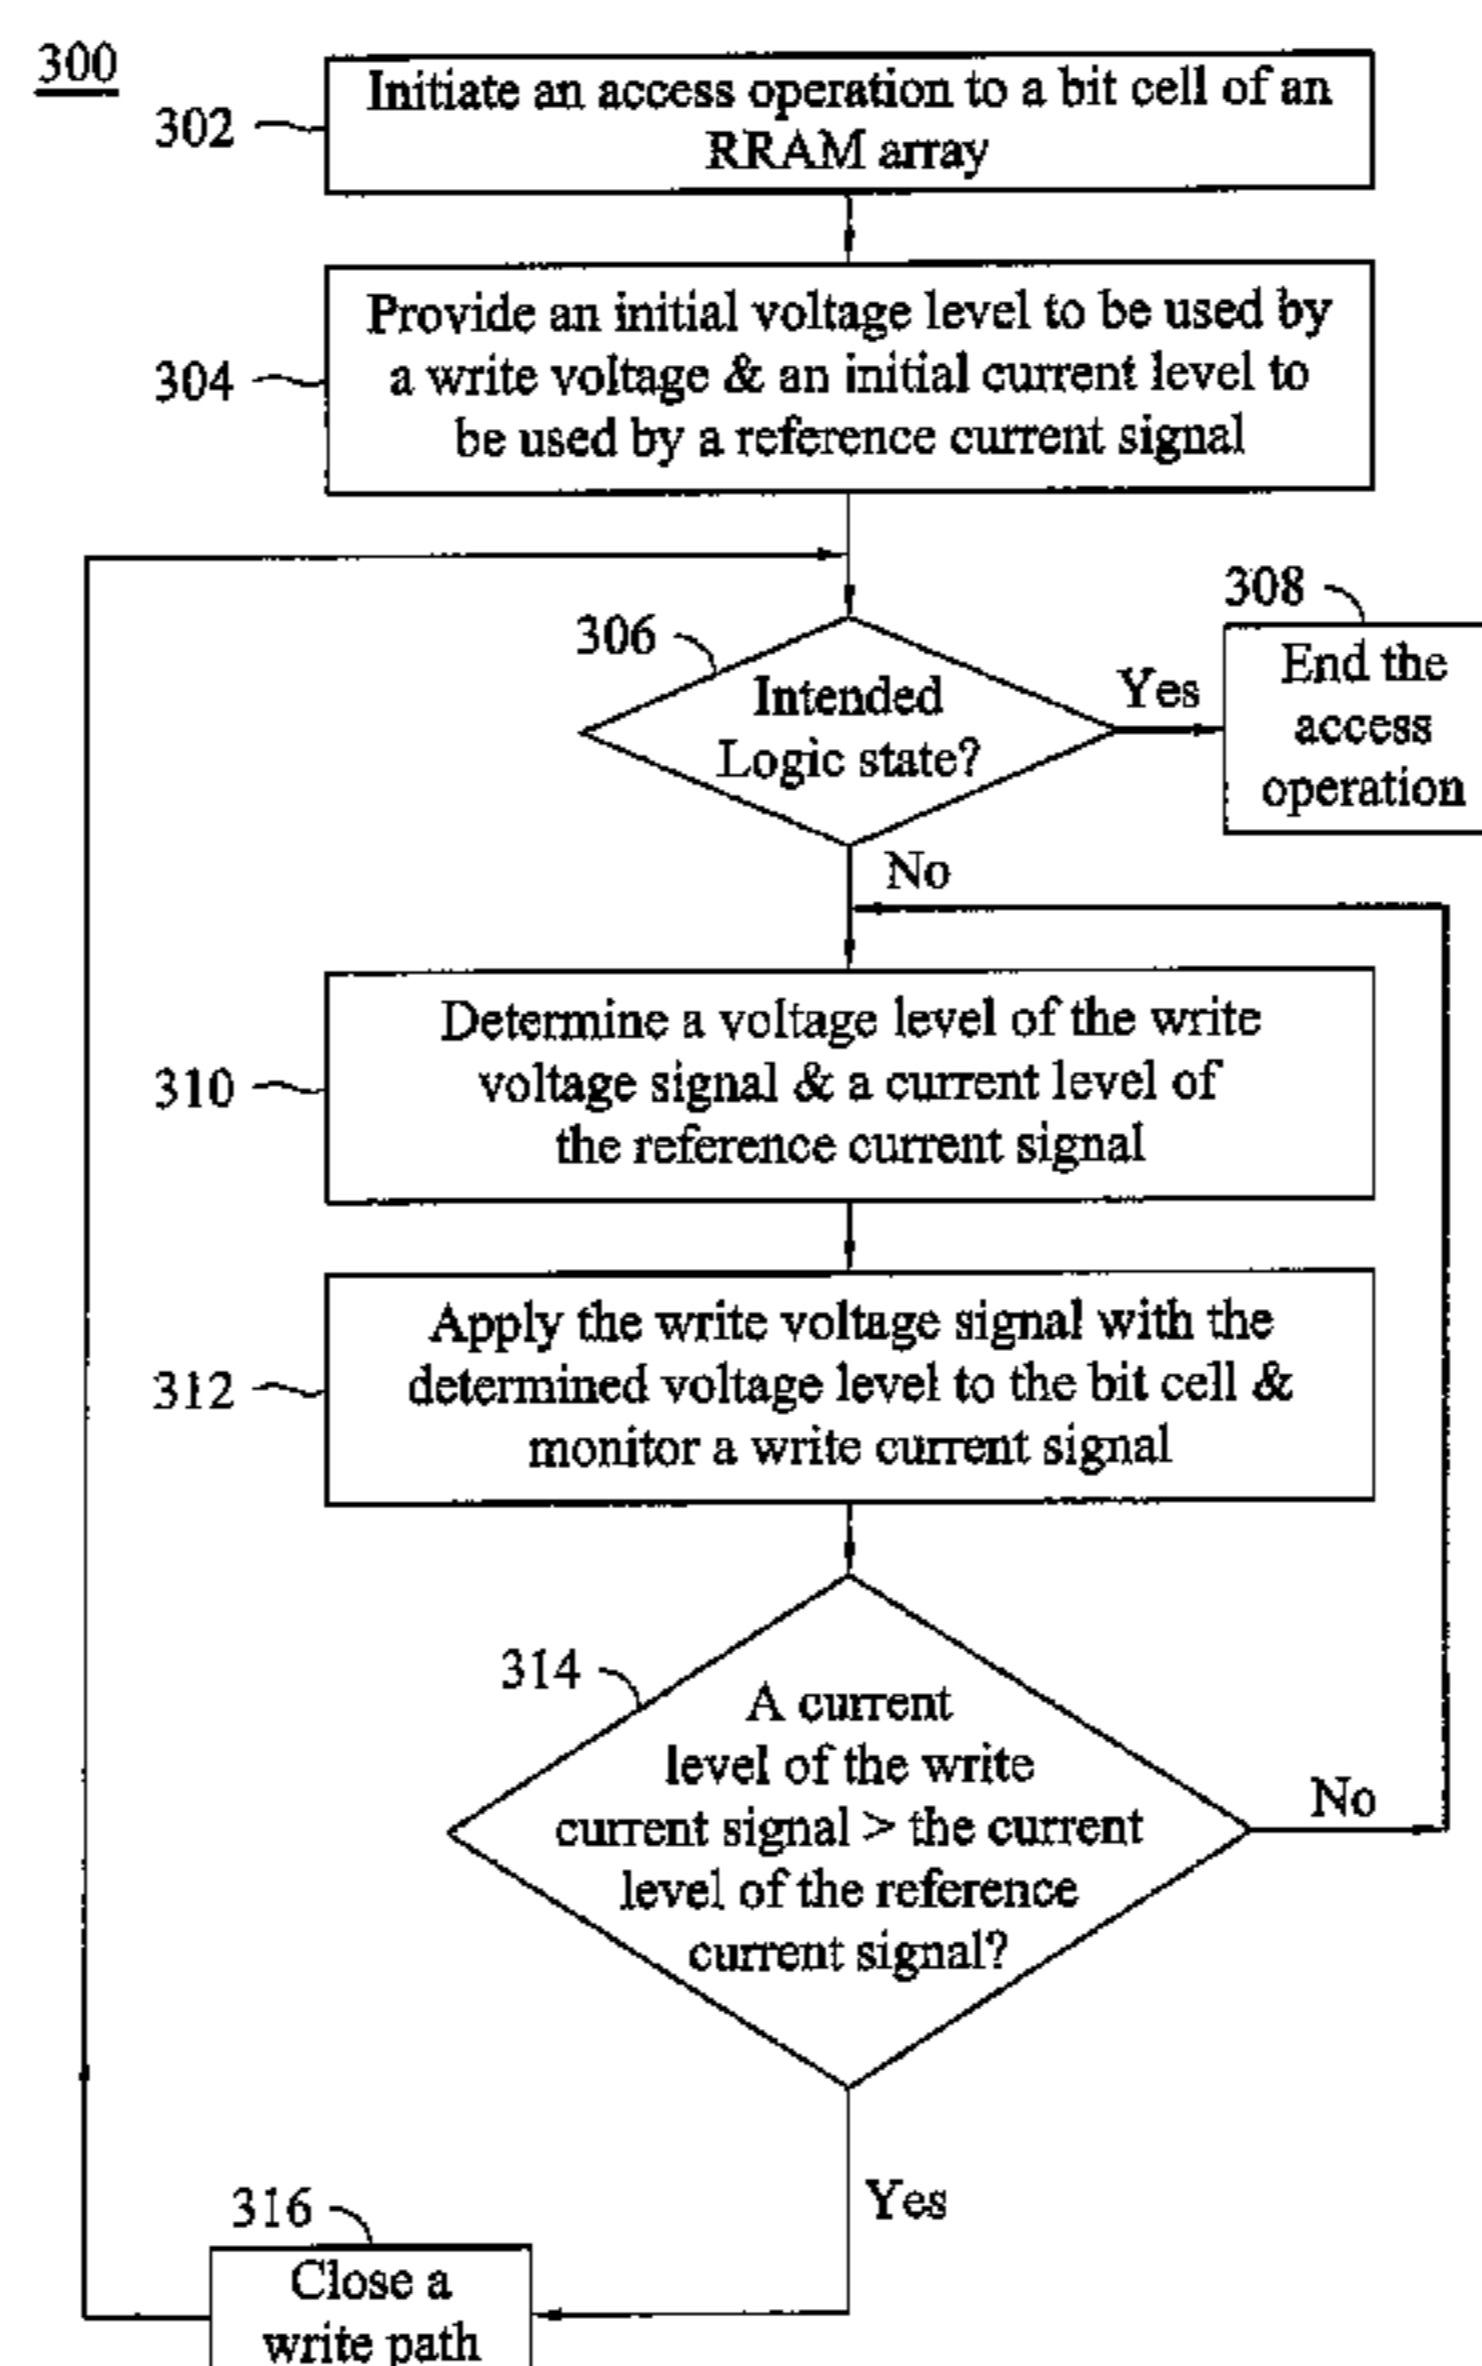 300
302
Initiate an access operation to a bit cell of an
RRAM array
304
Provide an initial voltage level to be used by
a write voltage & an initial current level to
be used by a reference current signal
306
Intended
Logic state?
Yes
308
End the
access
operation
No
310
Determine a voltage level of the write
voltage signal & a current level of
the reference current signal
312
Apply the write voltage signal with the
determined voltage level to the bit cell &
monitor a write current signal
314
A current
level of the write
current signal > the current
level of the reference
current signal?
No
Yes
316
Close a
write path